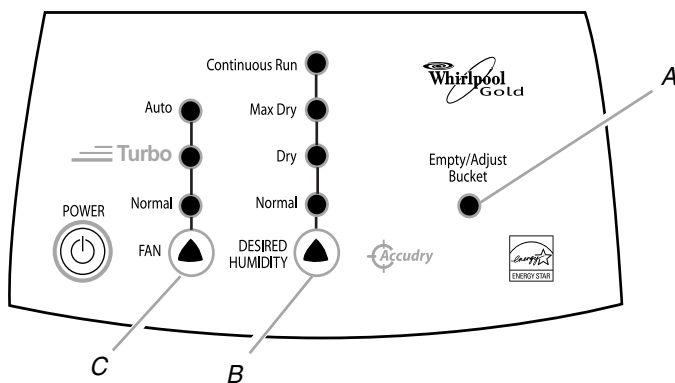 Continuous Run
Whirlpool
Gold
A
Auto
Max Dry
Turbo
Dry
Empty/Adjust
Bucket
Normal
Normal
POWER
FAN
DESIRED
HUMIDITY
Accudry
energy
ENERGY STAR
C
B